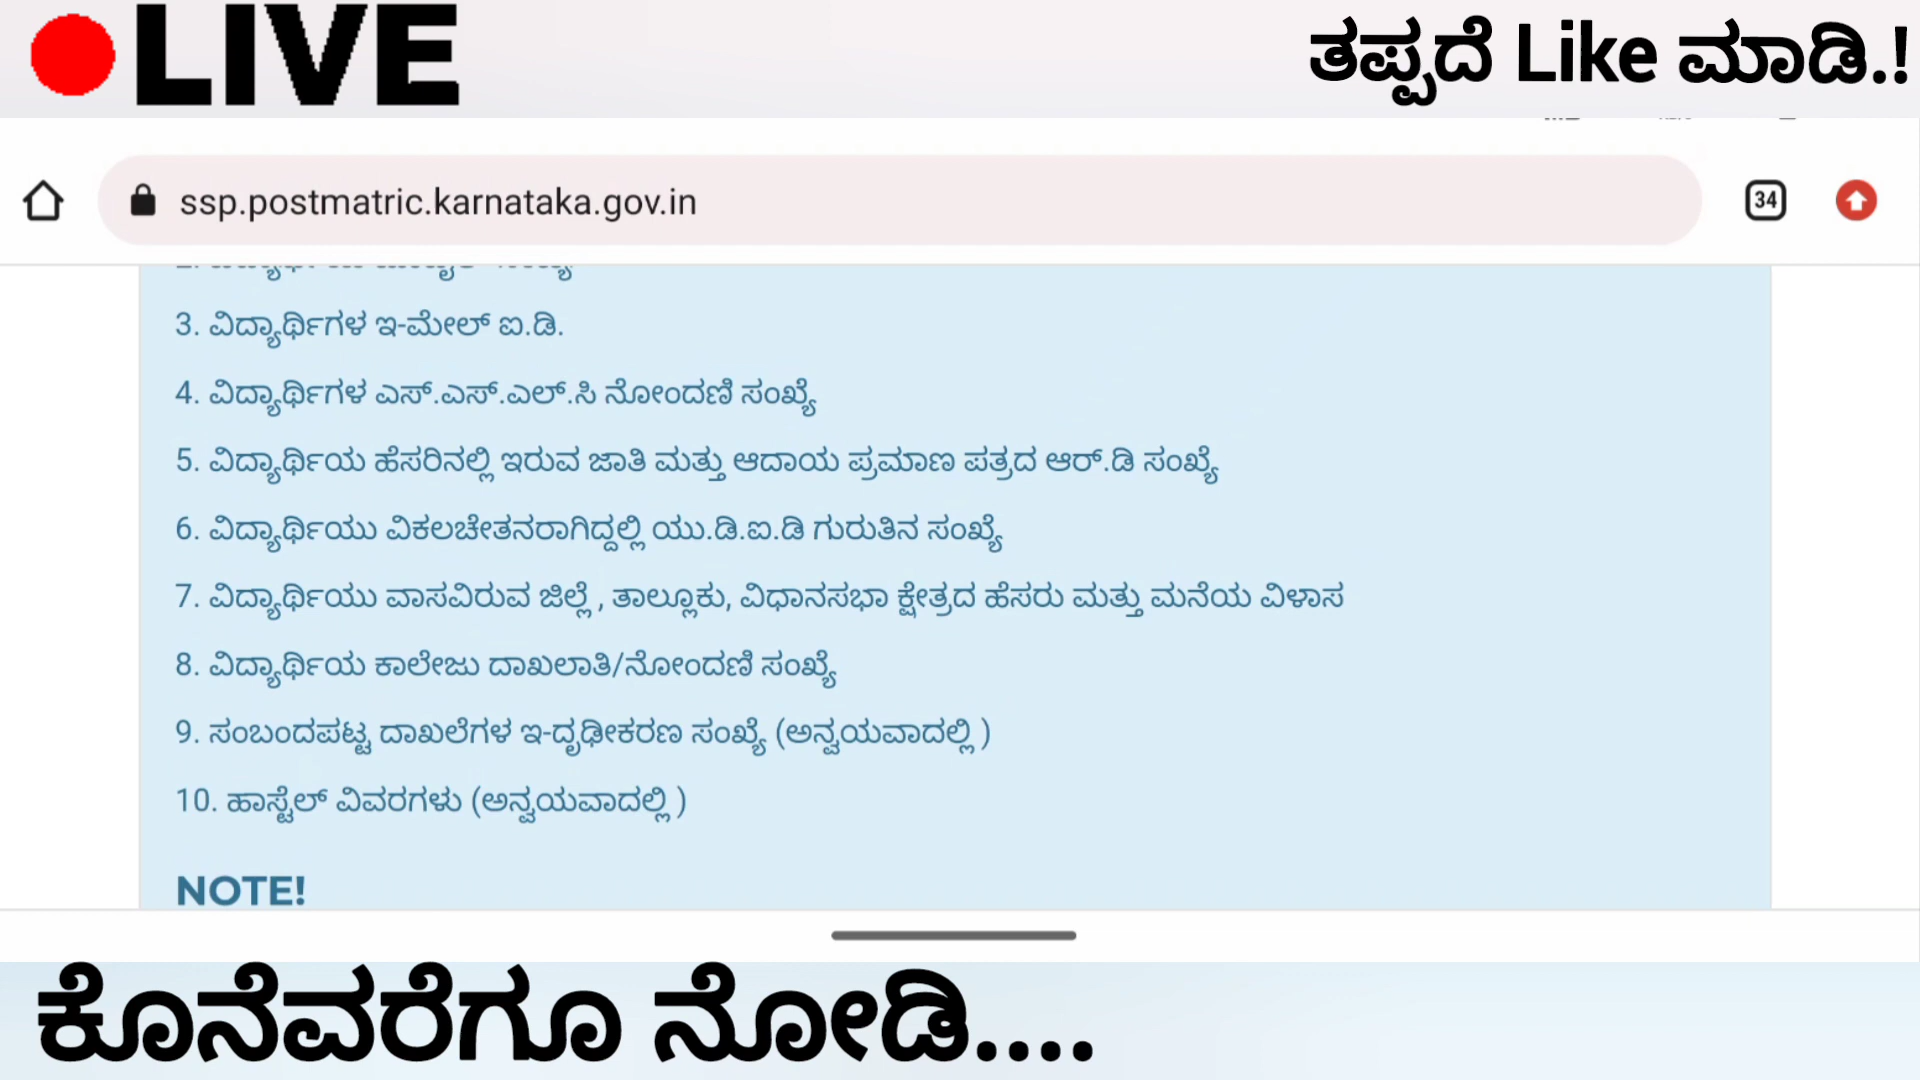 LIVE
ತಪ್ಪದೆ Like ಮಾಡಿ.!
ssp.postmatric.karnataka.gov.in
34
3. ವಿದ್ಯಾರ್ಥಿಗಳ ಇ-ಮೇಲ್ ಐ.ಡಿ.
4. ವಿದ್ಯಾರ್ಥಿಗಳ ಎಸ್.ಎಸ್.ಎಲ್.ಸಿ ನೋಂದಣಿ ಸಂಖ್ಯೆ
5. ವಿದ್ಯಾರ್ಥಿಯ ಹೆಸರಿನಲ್ಲಿ ಇರುವ ಜಾತಿ ಮತ್ತು ಆದಾಯ ಪ್ರಮಾಣ ಪತ್ರದ ಆರ್.ಡಿ ಸಂಖ್ಯೆ
6. ವಿದ್ಯಾರ್ಥಿಯು ವಿಕಲಚೇತನರಾಗಿದ್ದಲ್ಲಿ ಯು.ಡಿ.ಐ.ಡಿ ಗುರುತಿನ ಸಂಖ್ಯೆ
7. ವಿದ್ಯಾರ್ಥಿಯು ವಾಸವಿರುವ ಜಿಲ್ಲೆ , ತಾಲ್ಲೂಕು, ವಿಧಾನಸಭಾ ಕ್ಷೇತ್ರದ ಹೆಸರು ಮತ್ತು ಮನೆಯ ವಿಳಾಸ
8. ವಿದ್ಯಾರ್ಥಿಯ ಕಾಲೇಜು ದಾಖಲಾತಿ/ನೋಂದಣಿ ಸಂಖ್ಯೆ
9. ಸಂಬಂದಪಟ್ಟ ದಾಖಲೆಗಳ ಇ-ದೃಢೀಕರಣ ಸಂಖ್ಯೆ (ಅನ್ವಯವಾದಲ್ಲಿ )
10. ಹಾಸ್ಟೆಲ್ ವಿವರಗಳು (ಅನ್ವಯವಾದಲ್ಲಿ )
NOTE!
ಕೊನೆವರೆಗೂ ನೋಡಿ....